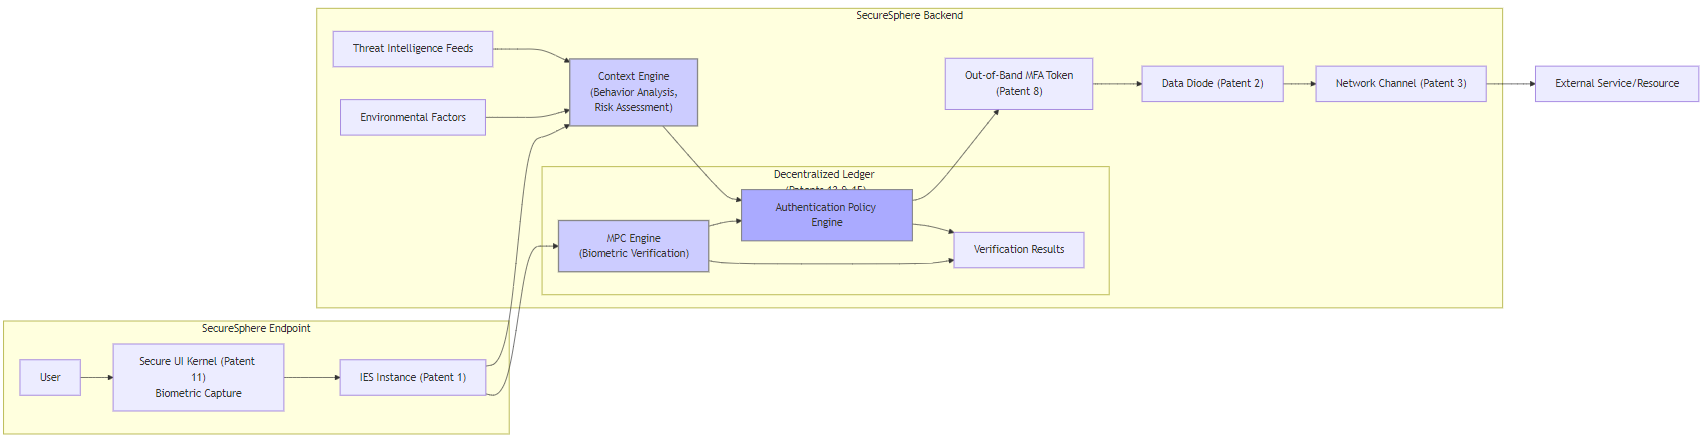 SecureSphere Backend
Threat Intelligence Feeds
Environmental Factors
Context Engine
(Behavior Analysis,
Risk Assessment)
Out-of-Band MFA Token
(Patent 8)
Data Diode (Patent 2)
Network Channel (Patent 3)
External Service/Resource
Decentralized Ledger
Authentication Policy
Engine
MPC Engine
(Biometric Verification)
Verification Results
SecureSphere Endpoint
User
Secure UI Kernel (Patent
11)
Biometric Capture
IES Instance (Patent 1)